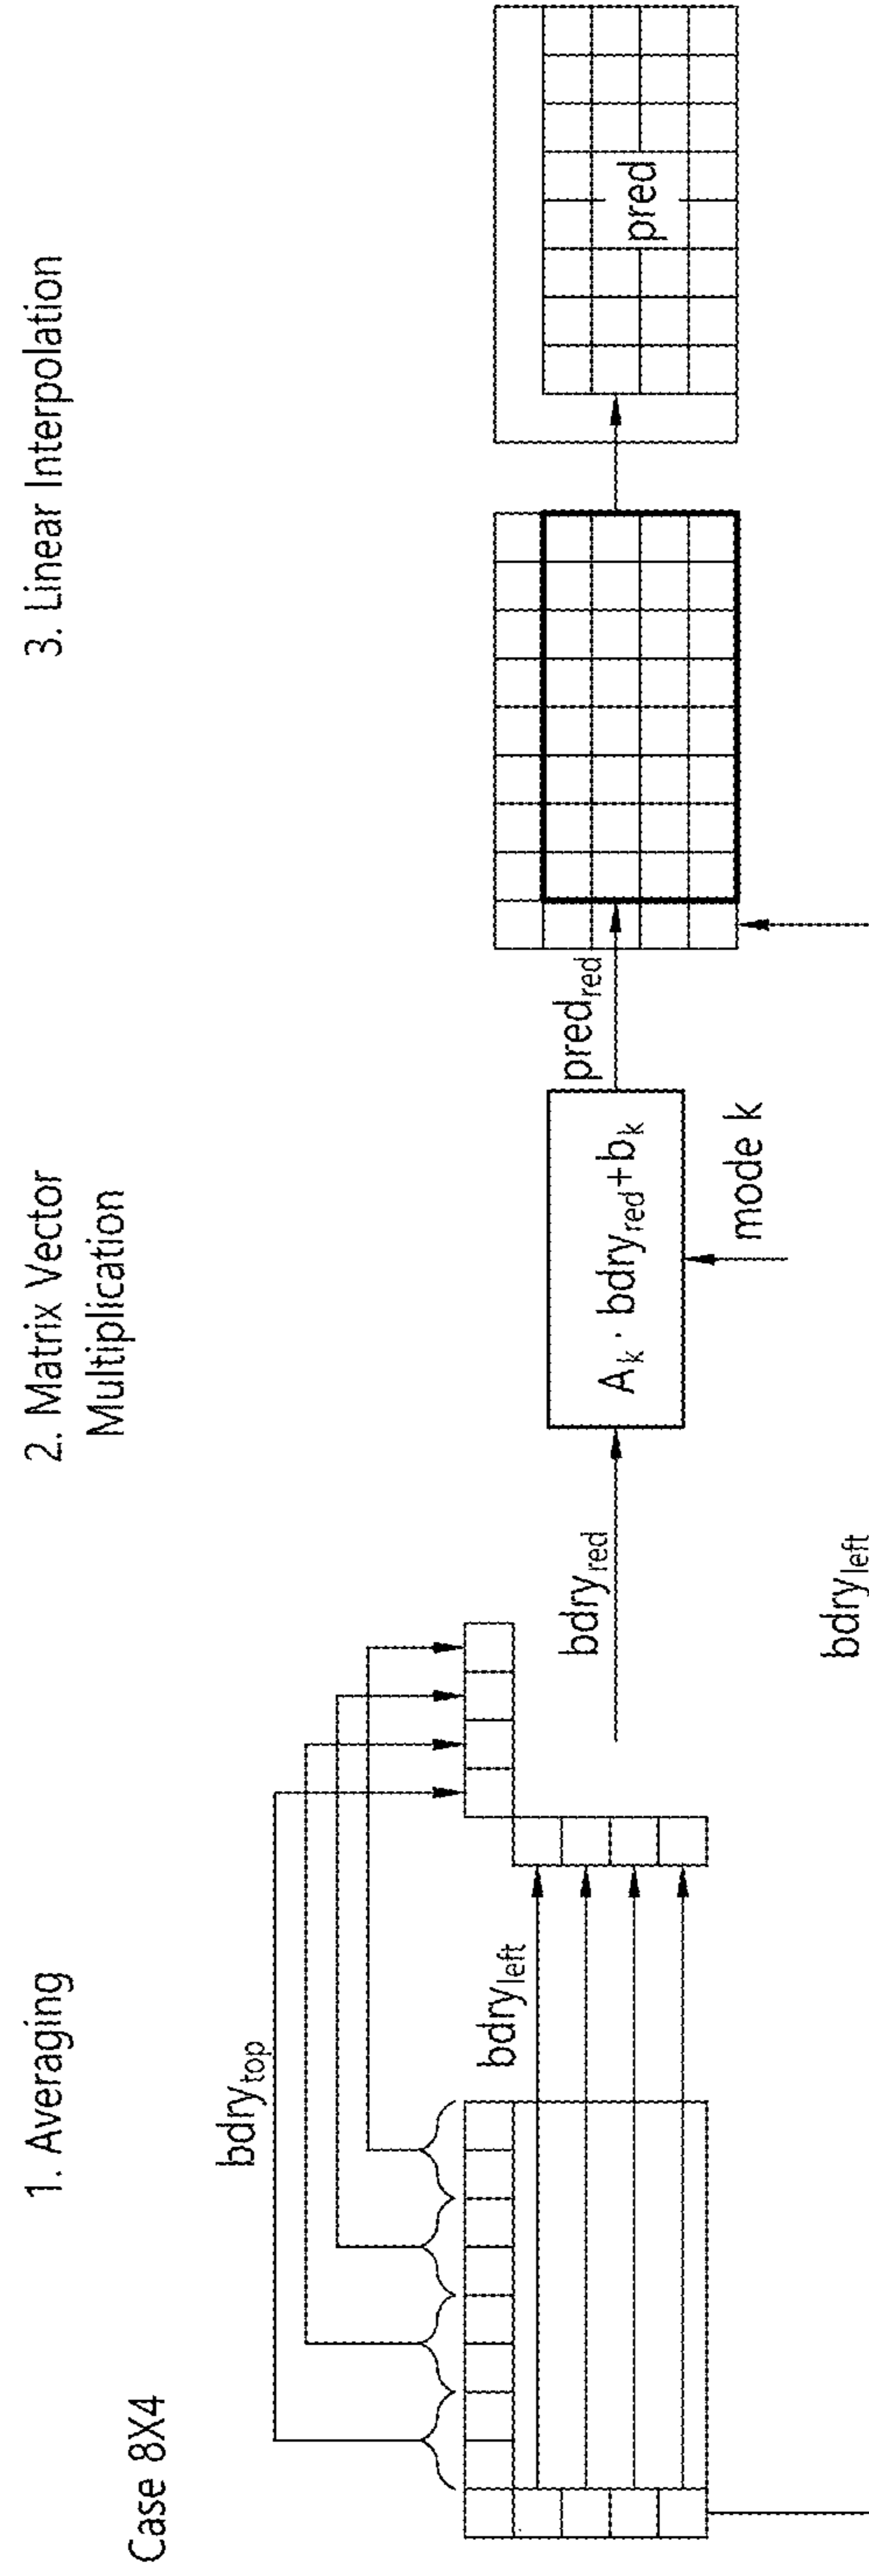 Case 8X4
1. Averaging
2. Matrix Vector
Multiplication
3. Linear Interpolation
bdrytop
bdryleft
bdryred
Ak · bdryred+bk
mode k
predred
pred
bdryleft